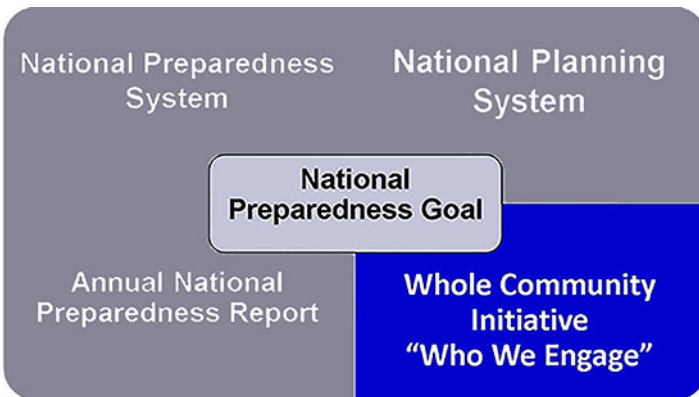 National Preparedness
System
National Planning
System
National
Preparedness Goal
Annual National
Preparedness Report
Whole Community
Initiative
“Who We Engage”